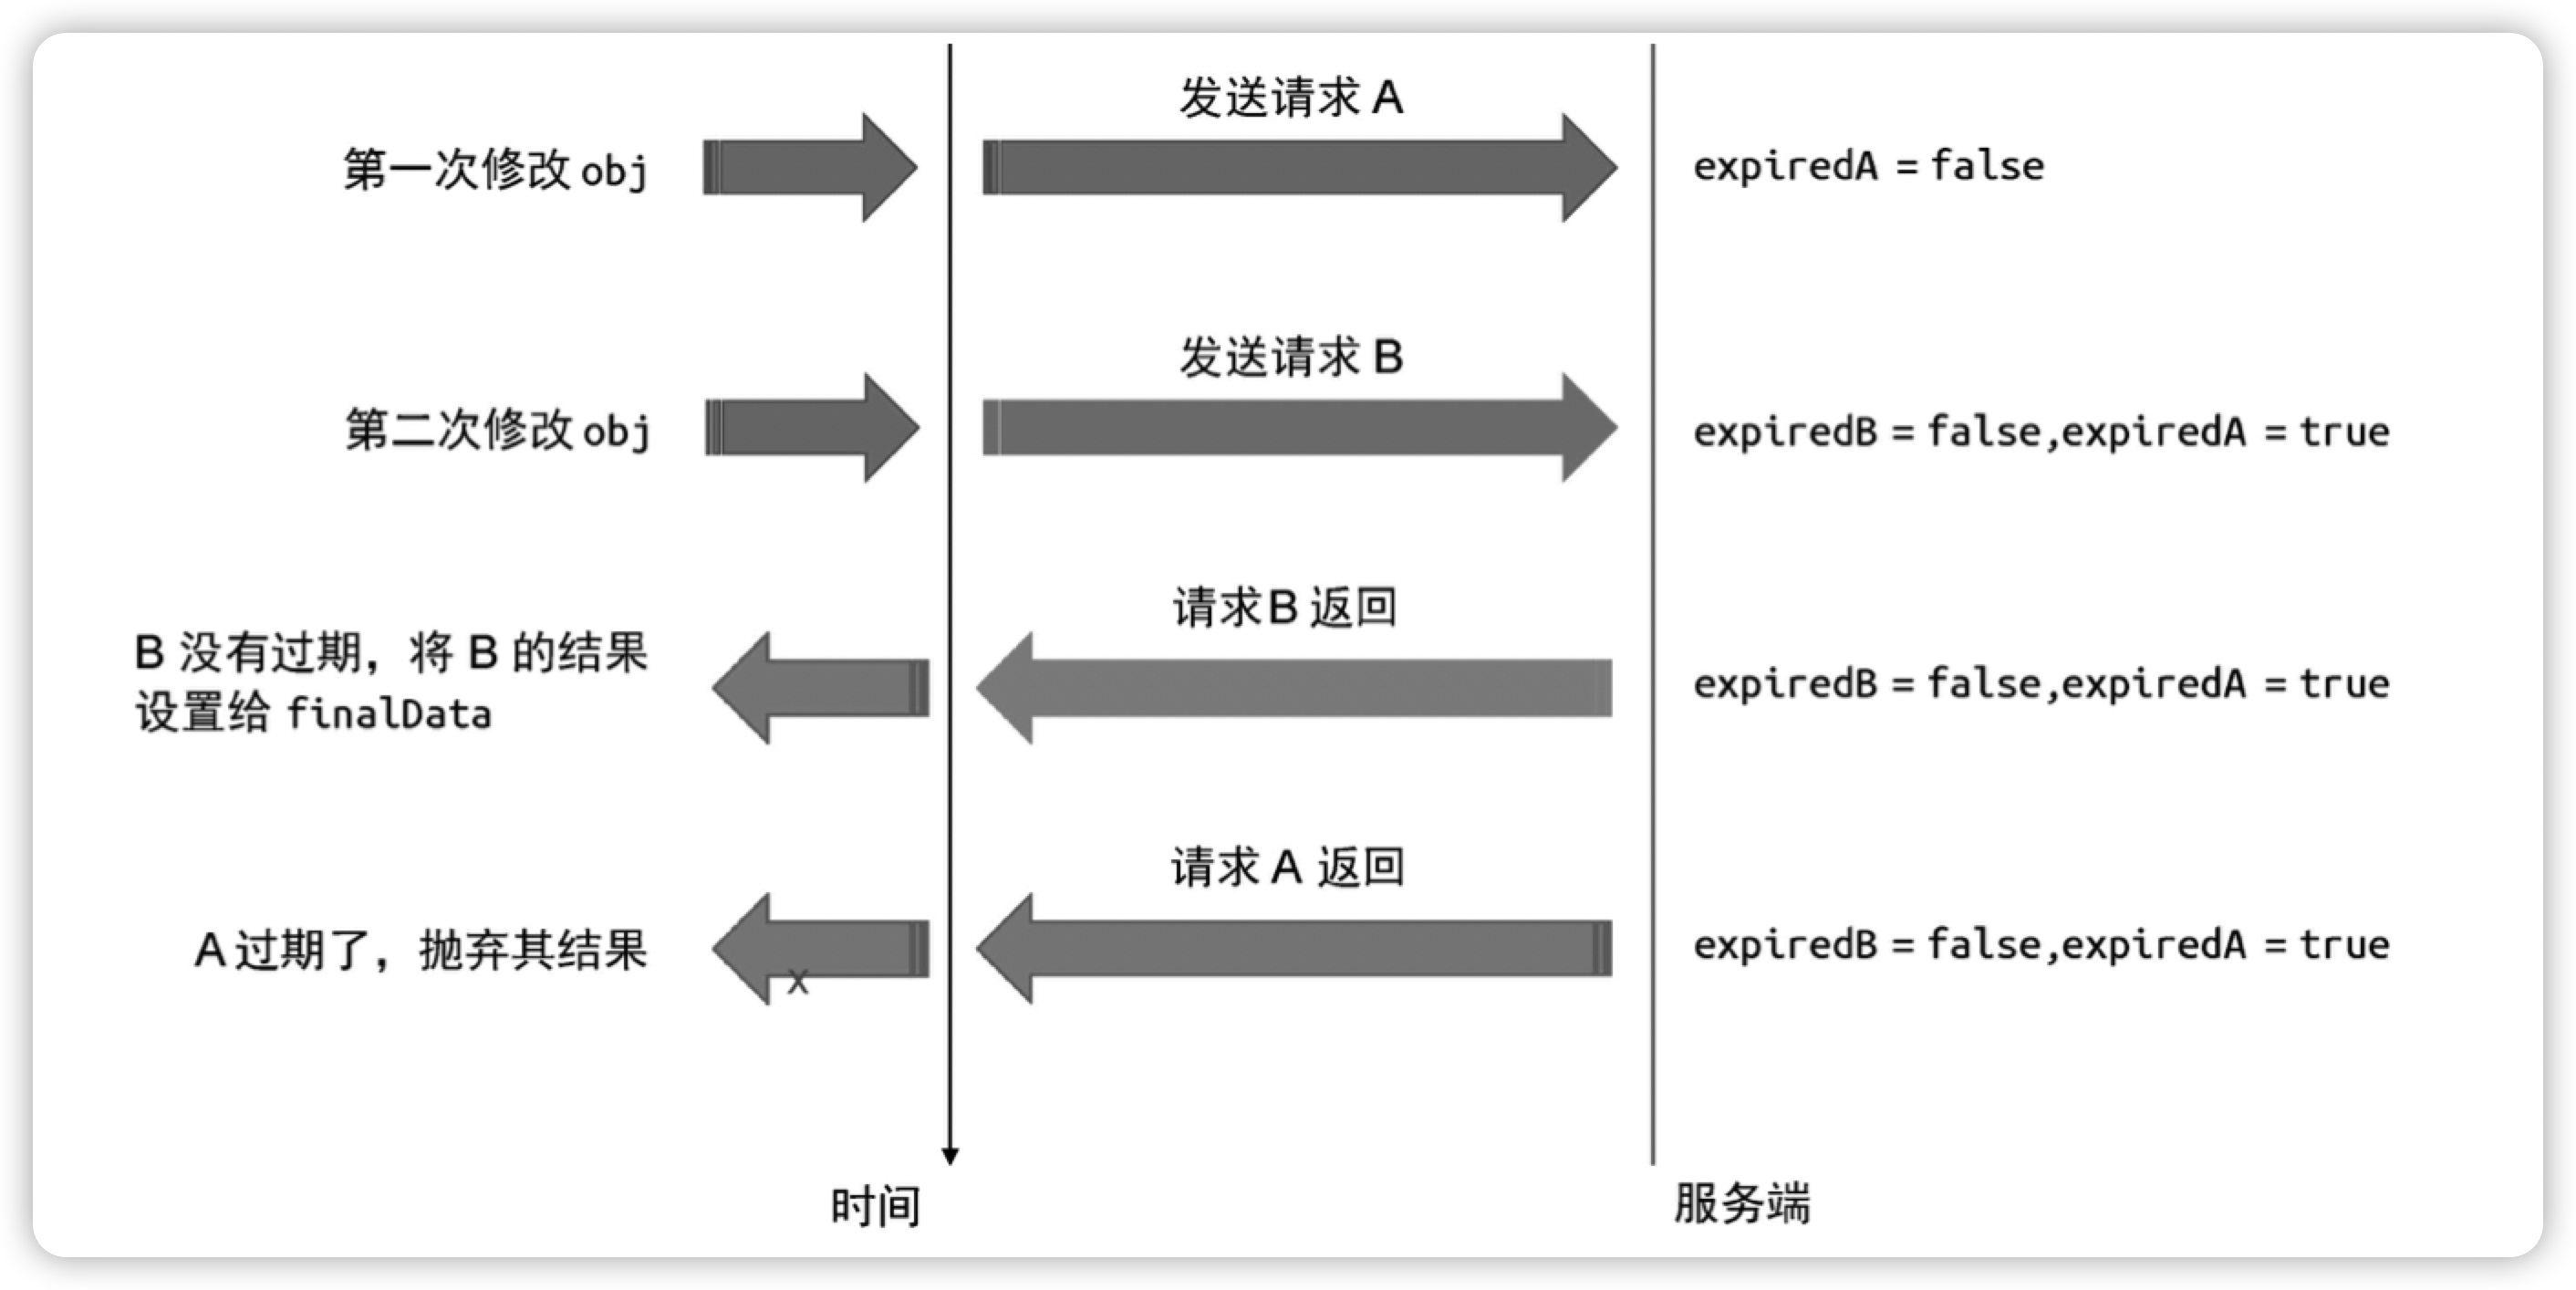 发送请求 A
第一次修改 obj
expiredA = false
发送请求 B
第二次修改 obj
expiredB = false,expiredA = true
请求B 返回
B 没有过期，将 B 的结果
设置给 finalData
expiredB = false,expiredA = true
请求 A 返回
A 过期了，抛弃其结果
X
expiredB = false,expiredA = true
时间
服务端